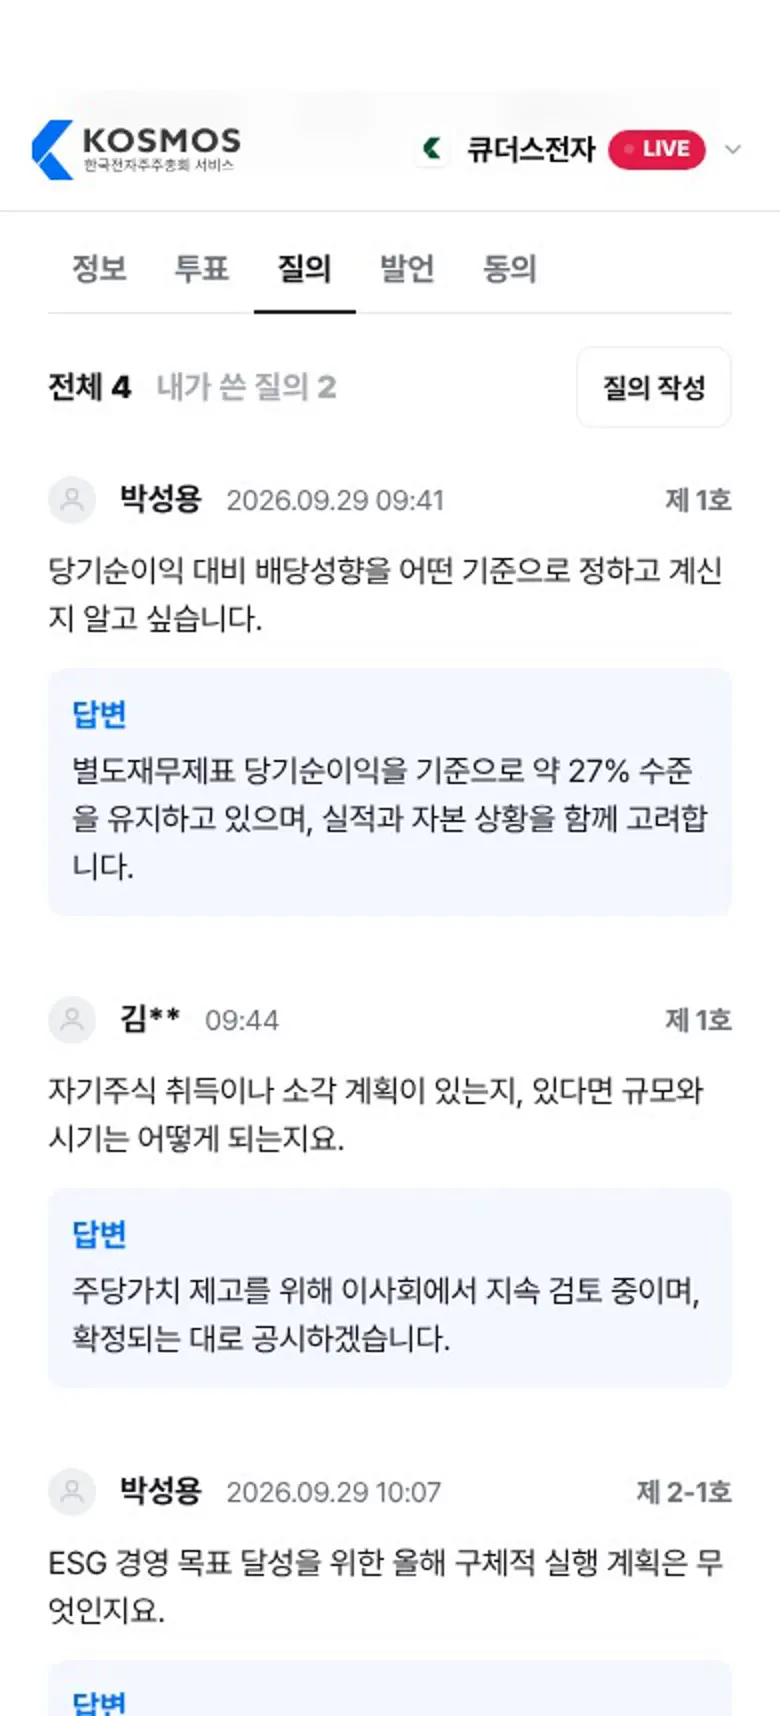 KOSMOS
한국전자주주총회 서비스
큐더스전자
LIVE
정보 투표 질의 발언 동의
전체 4 내가 쓴 질의 2
질의 작성
박성용 2026.09.29 09:41 제 1호
당기순이익 대비 배당성향을 어떤 기준으로 정하고 계신
지 알고 싶습니다.
답변
별도재무제표 당기순이익을 기준으로 약 27% 수준
을 유지하고 있으며, 실적과 자본 상황을 함께 고려합
니다.
김** 09:44 제 1호
자기주식 취득이나 소각 계획이 있는지, 있다면 규모와
시기는 어떻게 되는지요.
답변
주당가치 제고를 위해 이사회에서 지속 검토 중이며,
확정되는 대로 공시하겠습니다.
박성용 2026.09.29 10:07 제 2-1호
ESG 경영 목표 달성을 위한 올해 구체적 실행 계획은 무
엇인지요.
답변